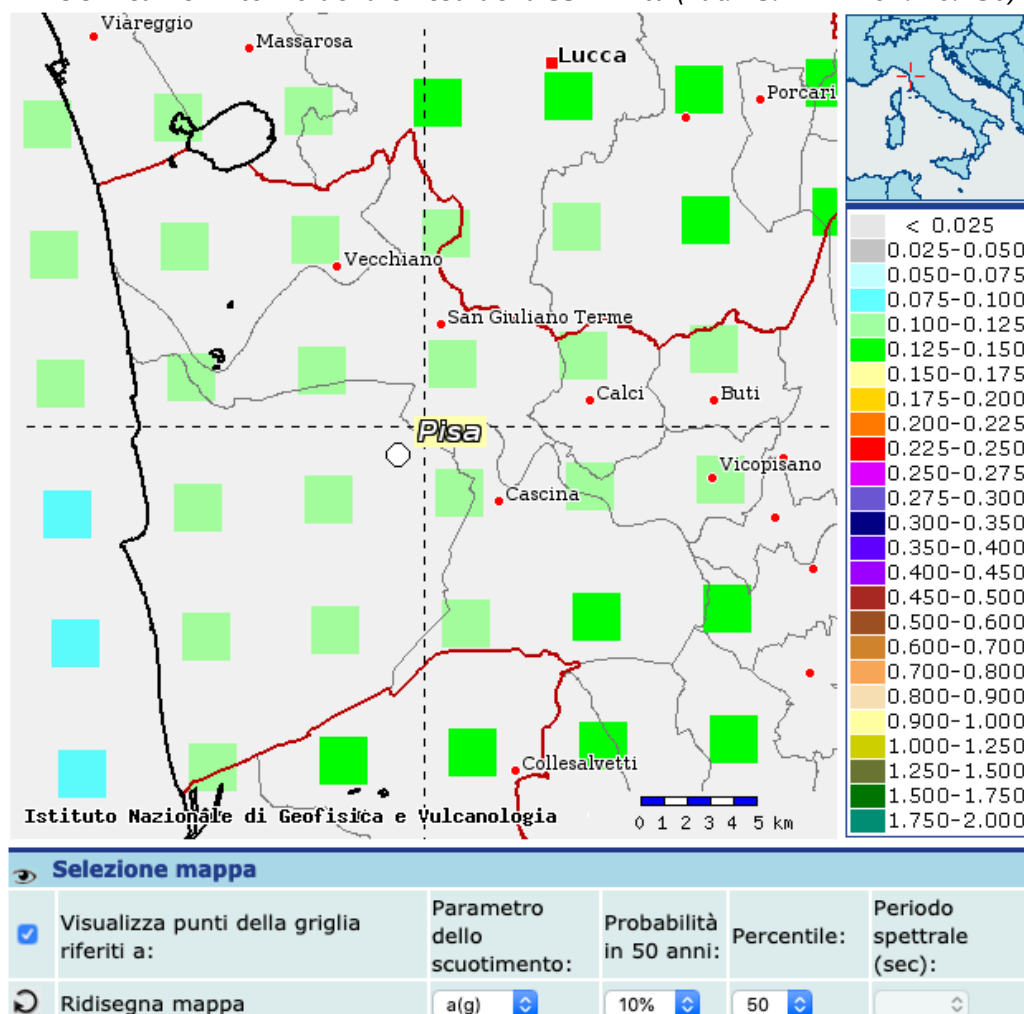 Viareggio
Massarosa
Lucca
Porcari
Vecchiano
San Giuliano Terme
Calci
Buti
Pisa
Vicopisano
Cascina
Collesalvetti
Istituto Nazionale di Geofisica e Vulcanologia
0 1 2 3 4 5 km
< 0.025
0.025-0.050
0.050-0.075
0.075-0.100
0.100-0.125
0.125-0.150
0.150-0.175
0.175-0.200
0.200-0.225
0.225-0.250
0.250-0.275
0.275-0.300
0.300-0.350
0.350-0.400
0.400-0.450
0.450-0.500
0.500-0.600
0.600-0.700
0.700-0.800
0.800-0.900
0.900-1.000
1.000-1.250
1.250-1.500
1.500-1.750
1.750-2.000
Selezione mappa
Visualizza punti della griglia
riferiti a:
Parametro
dello
scuotimento:
Probabilità
in 50 anni:
Percentile:
Periodo
spettrale
(sec):
Ridisegna mappa
a(g)
10%
50